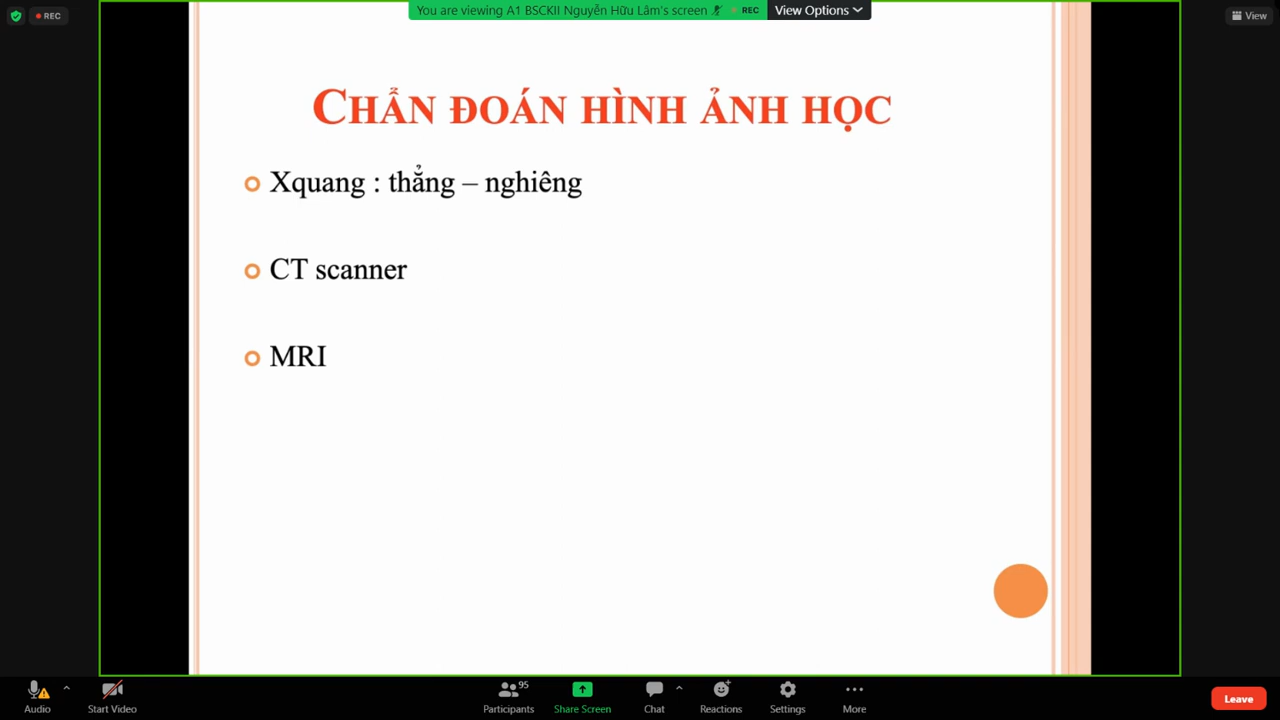 You are viewing A1 BSCKII Nguyễn Hữu Lâm's screen REC View Options
REC
View
CHẨN ĐOÁN HÌNH ẢNH HỌC
Xquang : thẳng – nghiêng
CT scanner
MRI
95
Audio Start Video Participants Share Screen Chat Reactions Settings More Leave